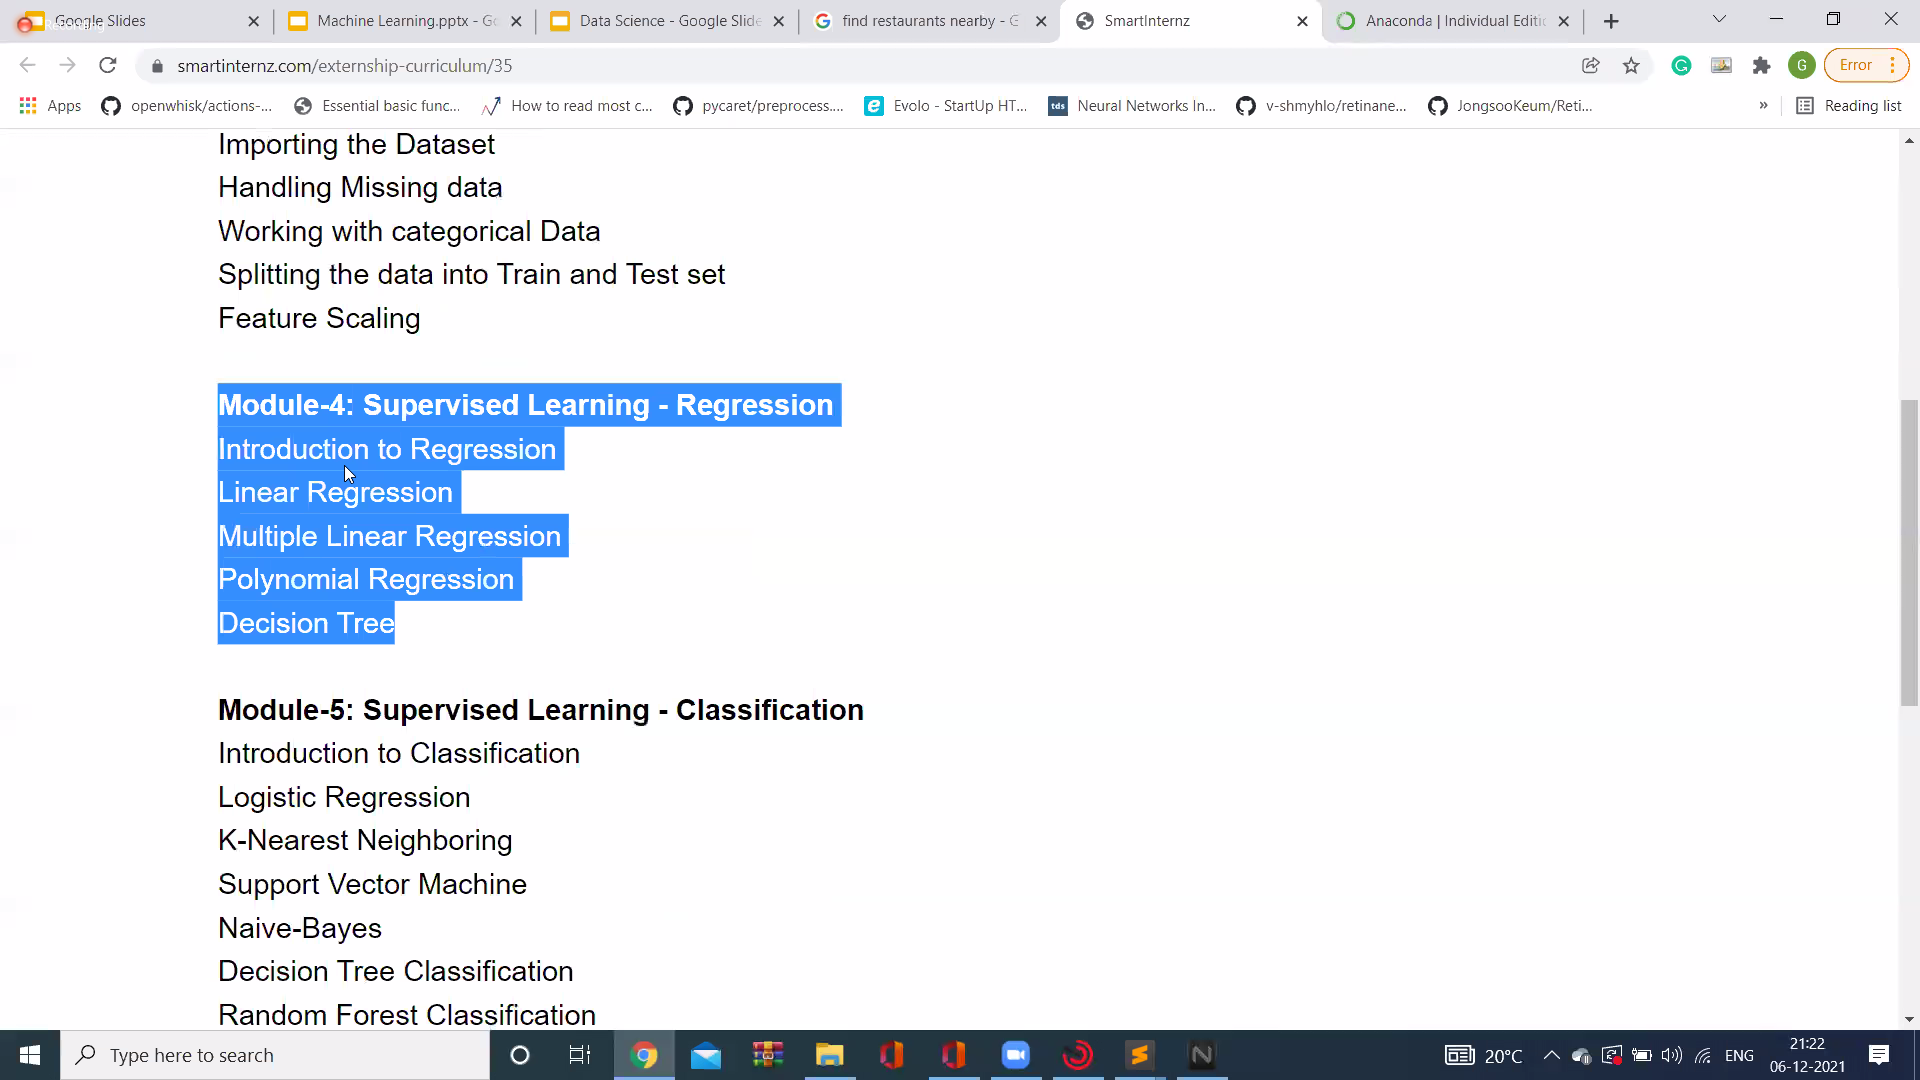 Google Slides
Machine Learning.pptx - Go
Data Science - Google Slide
find restaurants nearby - G
SmartInternz
Anaconda | Individual Editi
smartinternz.com/externship-curriculum/35
G
Error
Apps
openwhisk/actions-...
Essential basic func...
How to read most c...
pycaret/preprocess....
Evolo - StartUp HT...
tds Neural Networks In...
v-shmyhlo/retinane...
JongsooKeum/Reti...
»
Reading list
Importing the Dataset
Handling Missing data
Working with categorical Data
Splitting the data into Train and Test set
Feature Scaling
Module-4: Supervised Learning - Regression
Introduction to Regression
Linear Regression
Multiple Linear Regression
Polynomial Regression
Decision Tree
Module-5: Supervised Learning - Classification
Introduction to Classification
Logistic Regression
K-Nearest Neighboring
Support Vector Machine
Naive-Bayes
Decision Tree Classification
Random Forest Classification
Type here to search
20°C
ENG
21:22
06-12-2021